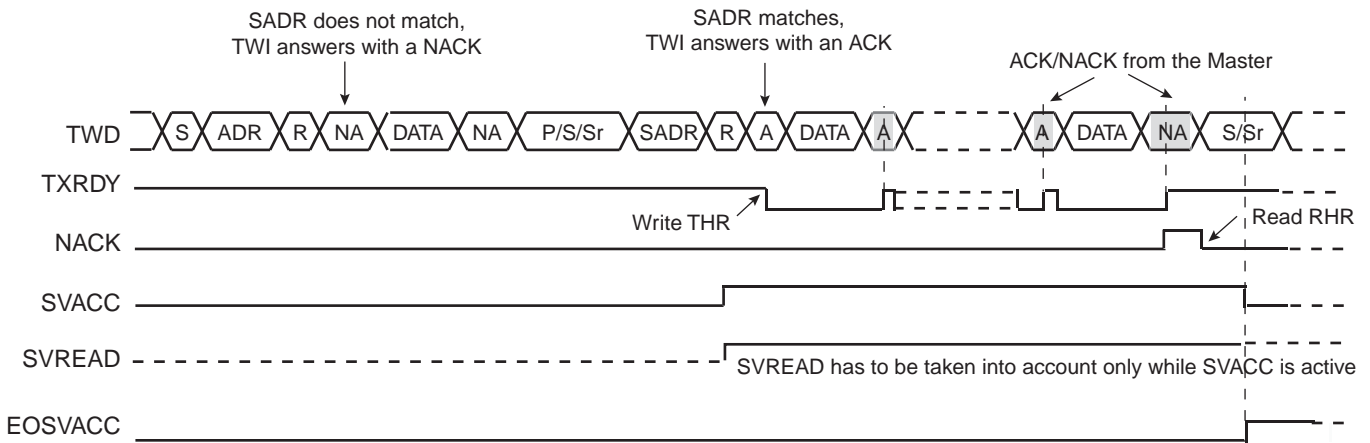 SADR does not match,
TWI answers with a NACK
SADR matches,
TWI answers with an ACK
ACK/NACK from the Master
TWD S ADR R NA DATA NA P/S/Sr SADR R A DATA A A DATA NA S/Sr
TXRDY
Write THR
Read RHR
NACK
SVACC
SVREAD
SVREAD has to be taken into account only while SVACC is active
EOSVACC